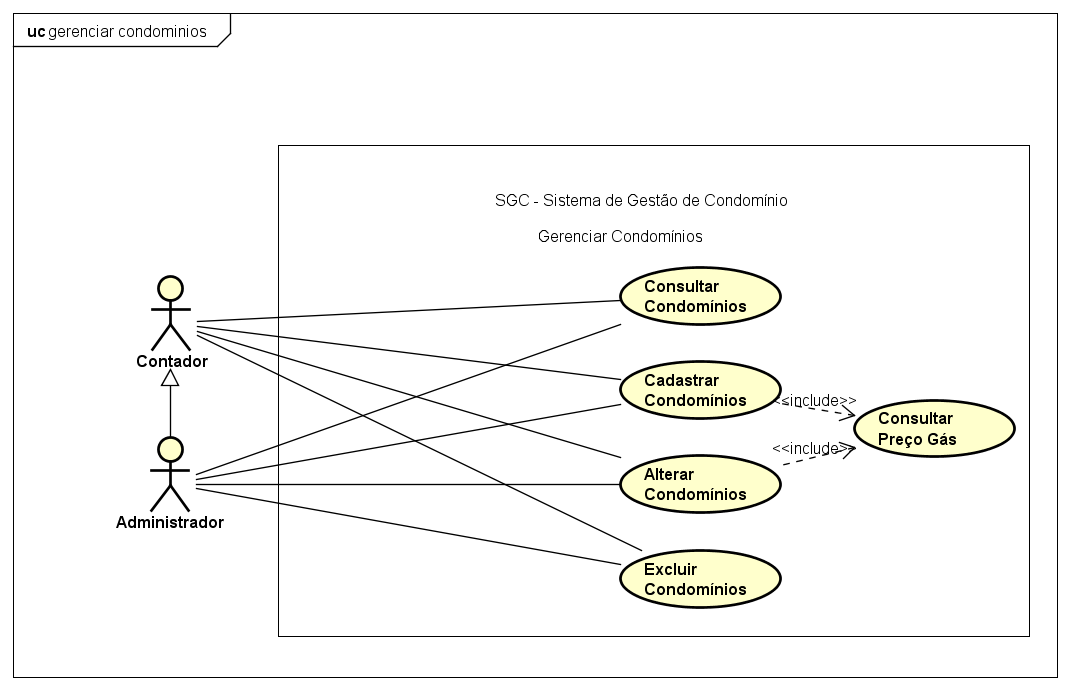 uc gerenciar condominios
SGC - Sistema de Gestão de Condomínio
Gerenciar Condomínios
Contador
Administrador
Consultar
Condomínios
Cadastrar
Condomínios
<<include>>
Consultar
Preço Gás
<<include>>
Alterar
Condomínios
Excluir
Condomínios